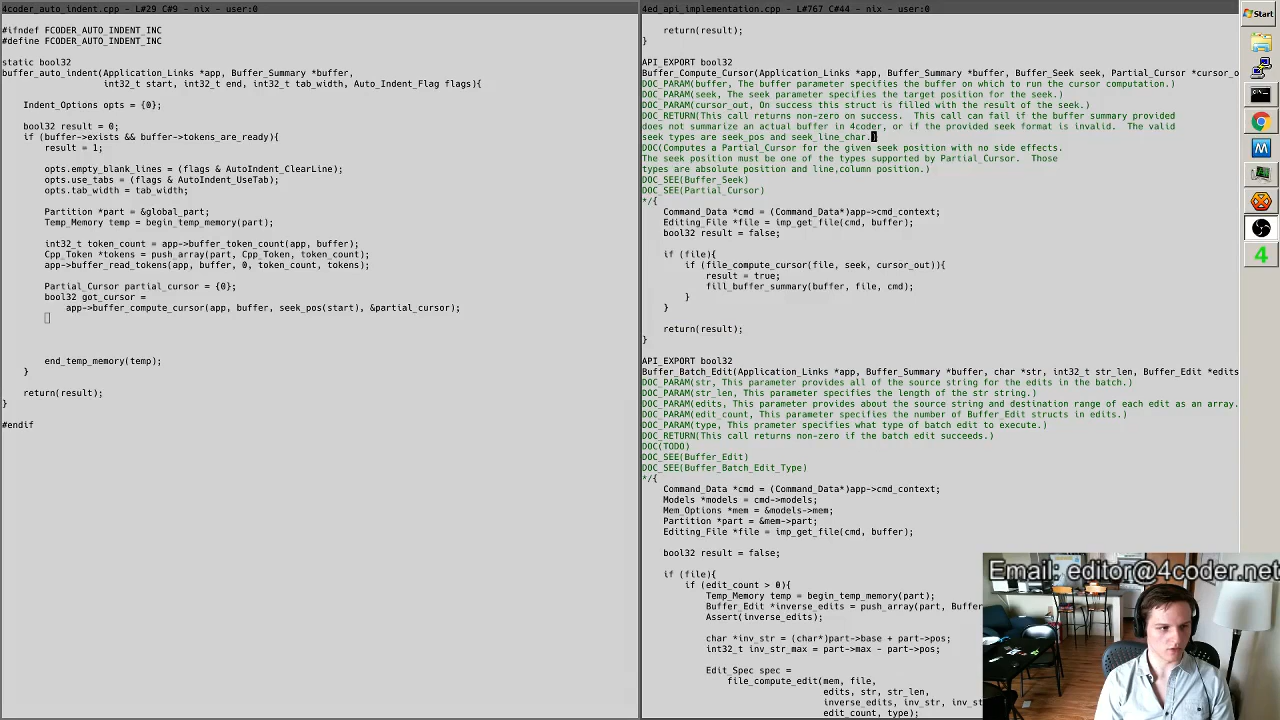 4coder_auto_indent.cpp - L#29 C#9 - nix - user:0
#ifndef FCODER_AUTO_INDENT_INC
#define FCODER_AUTO_INDENT_INC
static bool32
buffer_auto_indent(Application_Links *app, Buffer_Summary *buffer,
int32_t start, int32_t end, int32_t tab_width, Auto_Indent_Flag flags){
Indent_Options opts = {0};
bool32 result = 0;
if (buffer->exists && buffer->tokens_are_ready){
result = 1;
opts.empty_blank_lines = (flags & AutoIndent_ClearLine);
opts.use_tabs = (flags & AutoIndent_UseTab);
opts.tab_width = tab_width;
Partition *part = &global_part;
Temp_Memory temp = begin_temp_memory(part);
int32_t token_count = app->buffer_token_count(app, buffer);
Cpp_Token *tokens = push_array(part, Cpp_Token, token_count);
app->buffer_read_tokens(app, buffer, 0, token_count, tokens);
Partial_Cursor partial_cursor = {0};
bool32 got_cursor =
app->buffer_compute_cursor(app, buffer, seek_pos(start), &partial_cursor);
end_temp_memory(temp);
}
return(result);
}
#endif
4ed_api_implementation.cpp - L#767 C#44 - nix - user:0
return(result);
}
API_EXPORT bool32
Buffer_Compute_Cursor(Application_Links *app, Buffer_Summary *buffer, Buffer_Seek seek, Partial_Cursor *cursor_o
DOC_PARAM(buffer, The buffer parameter specifies the buffer on which to run the cursor computation.)
DOC_PARAM(seek, The seek parameter specifies the target position for the seek.)
DOC_PARAM(cursor_out, On success this struct is filled with the result of the seek.)
DOC_RETURN(This call returns non-zero on success.  This call can fail if the buffer summary provided
does not summarize an actual buffer in 4coder, or if the provided seek format is invalid.  The valid
seek types are seek_pos and seek_line_char.)
DOC(Computes a Partial_Cursor for the given seek position with no side effects.
The seek position must be one of the types supported by Partial_Cursor.  Those
types are absolute position and line,column position.)
DOC_SEE(Buffer_Seek)
DOC_SEE(Partial_Cursor)
*/{
Command_Data *cmd = (Command_Data*)app->cmd_context;
Editing_File *file = imp_get_file(cmd, buffer);
bool32 result = false;
if (file){
if (file_compute_cursor(file, seek, cursor_out)){
result = true;
fill_buffer_summary(buffer, file, cmd);
}
}
return(result);
}
API_EXPORT bool32
Buffer_Batch_Edit(Application_Links *app, Buffer_Summary *buffer, char *str, int32_t str_len, Buffer_Edit *edits
DOC_PARAM(str, This parameter provides all of the source string for the edits in the batch.)
DOC_PARAM(str_len, This parameter specifies the length of the str string.)
DOC_PARAM(edits, This parameter provides about the source string and destination range of each edit as an array.
DOC_PARAM(edit_count, This parameter specifies the number of Buffer_Edit structs in edits.)
DOC_PARAM(type, This prameter specifies what type of batch edit to execute.)
DOC_RETURN(This call returns non-zero if the batch edit succeeds.)
DOC(TODO)
DOC_SEE(Buffer_Edit)
DOC_SEE(Buffer_Batch_Edit_Type)
*/{
Command_Data *cmd = (Command_Data*)app->cmd_context;
Models *models = cmd->models;
Mem_Options *mem = &models->mem;
Partition *part = &mem->part;
Editing_File *file = imp_get_file(cmd, buffer);
bool32 result = false;
if (file){
if (edit_count > 0){
Temp_Memory temp = begin_temp_memory(part);
Buffer_Edit *inverse_edits = push_array(part, Buffer
Assert(inverse_edits);
char *inv_str = (char*)part->base + part->pos;
int32_t inv_str_max = part->max - part->pos;
Edit_Spec spec =
file_compute_edit(mem, file,
edits, str, str_len,
inverse_edits, inv_str, inv_st
edit_count, type);
Email: editor@4coder.net
Start
M
4